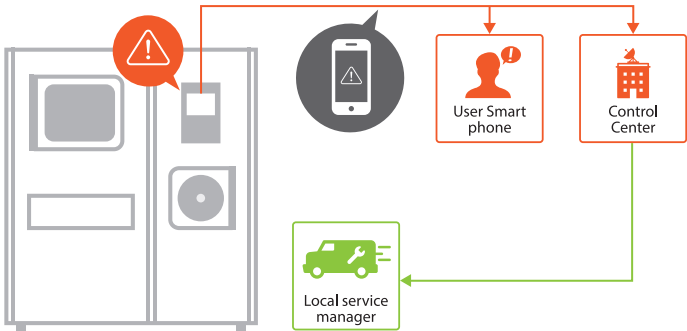 User Smart
phone
Control
Center
Local service
manager